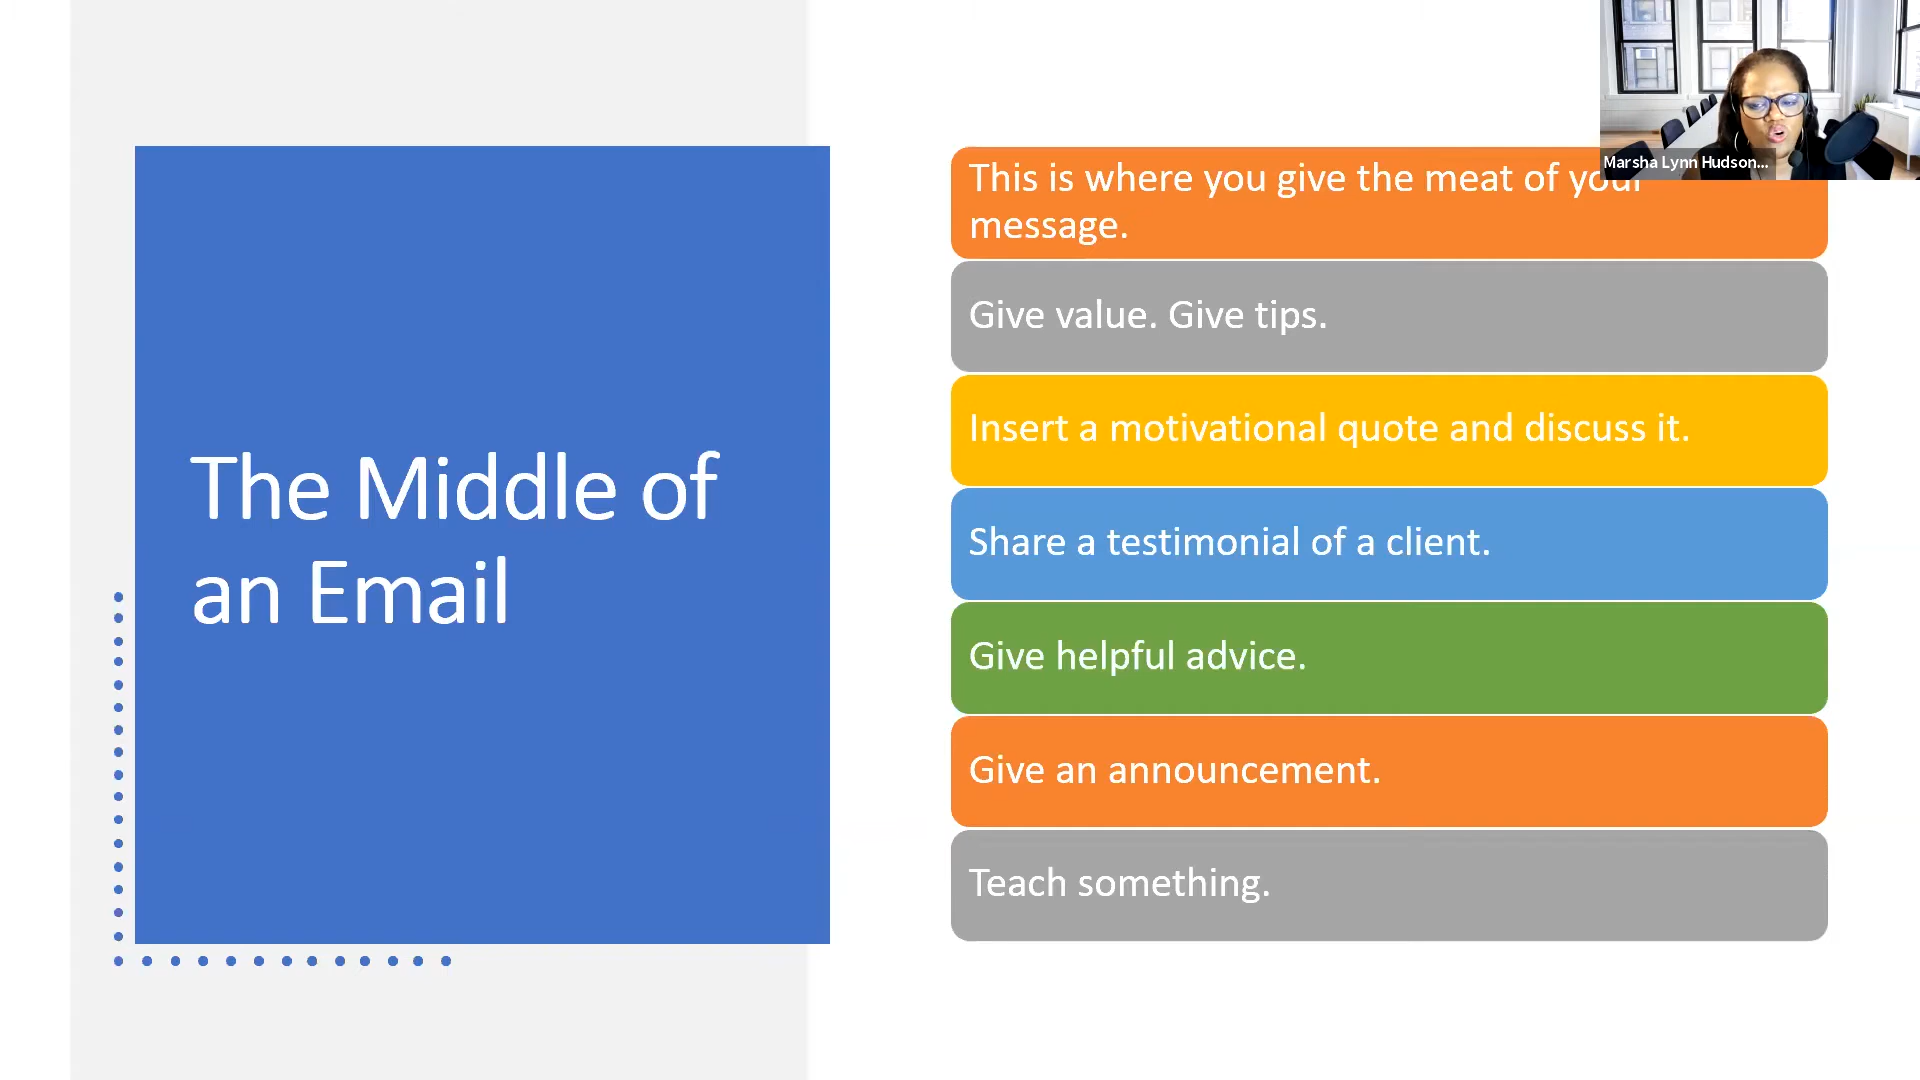 The Middle of
an Email
Marsha Lynn Hudson...
This is where you give the meat of your
message.
Give value. Give tips.
Insert a motivational quote and discuss it.
Share a testimonial of a client.
Give helpful advice.
Give an announcement.
Teach something.